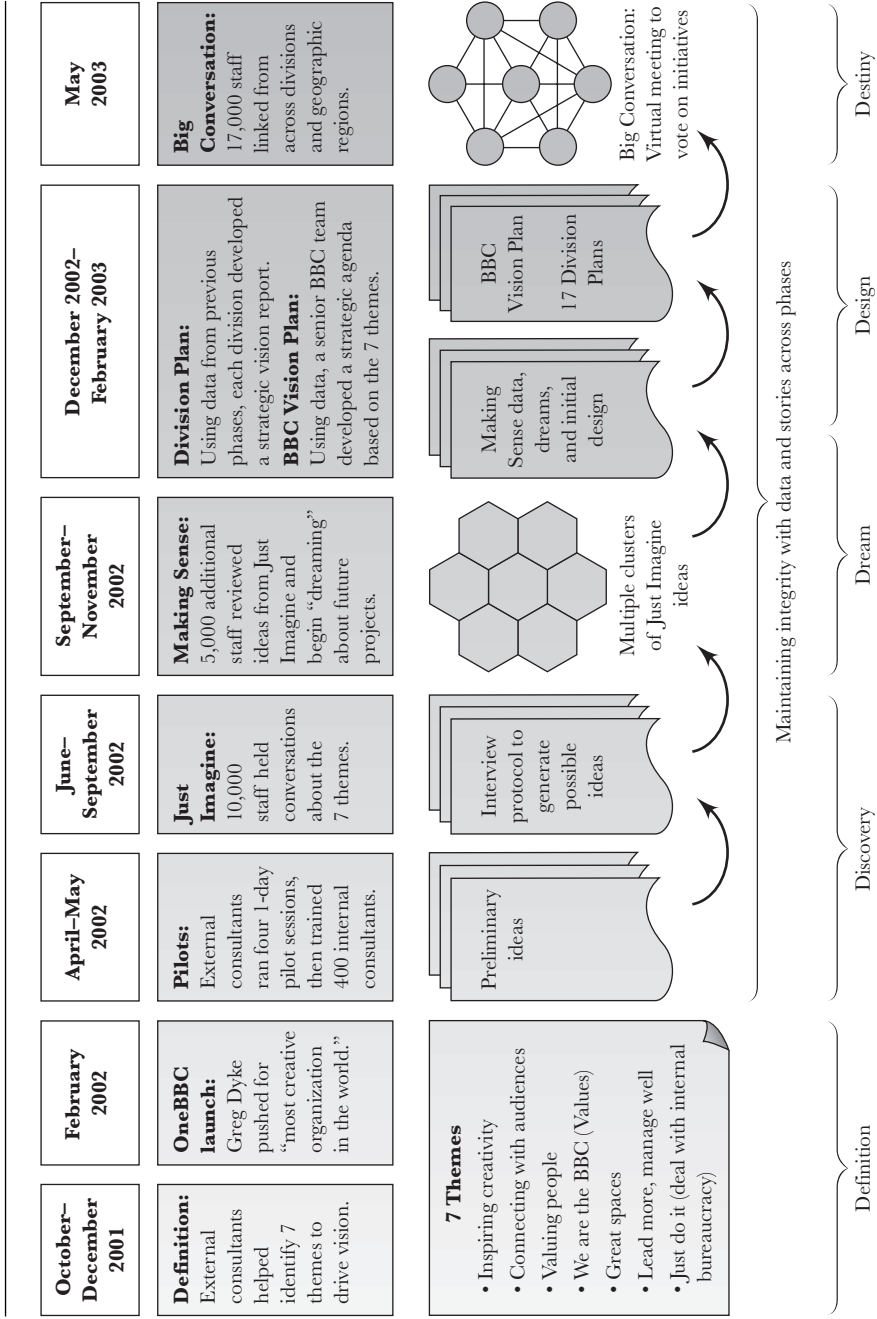 October–
December
2001
February
2002
April–May
2002
June–
September
2002
September–
November
2002
December 2002–
February 2003
May
2003
Definition:
External
consultants
helped
identify 7
themes to
drive vision.
OneBBC
launch:
Greg Dyke
pushed for
“most creative
organization
in the world.”
Pilots:
External
consultants
ran four 1-day
pilot sessions,
then trained
400 internal
consultants.
Just
Imagine:
10,000
staff held
conversations
about the
7 themes.
Making Sense:
5,000 additional
staff reviewed
ideas from Just
Imagine and
begin “dreaming”
about future
projects.
Division Plan:
Using data from previous
phases, each division developed
a strategic vision report.
BBC Vision Plan:
Using data, a senior BBC team
developed a strategic agenda
based on the 7 themes.
Big
Conversation:
17,000 staff
linked from
across divisions
and geographic
regions.
7 Themes
• Inspiring creativity
• Connecting with audiences
• Valuing people
• We are the BBC (Values)
• Great spaces
• Lead more, manage well
• Just do it (deal with internal
bureaucracy)
Preliminary
ideas
Interview
protocol to
generate
possible
ideas
Multiple clusters
of Just Imagine
ideas
Making
Sense data,
dreams,
and initial
design
BBC
Vision Plan
17 Division
Plans
Big Conversation:
Virtual meeting to
vote on initiatives
Maintaining integrity with data and stories across phases
Definition
Discovery
Dream
Design
Destiny